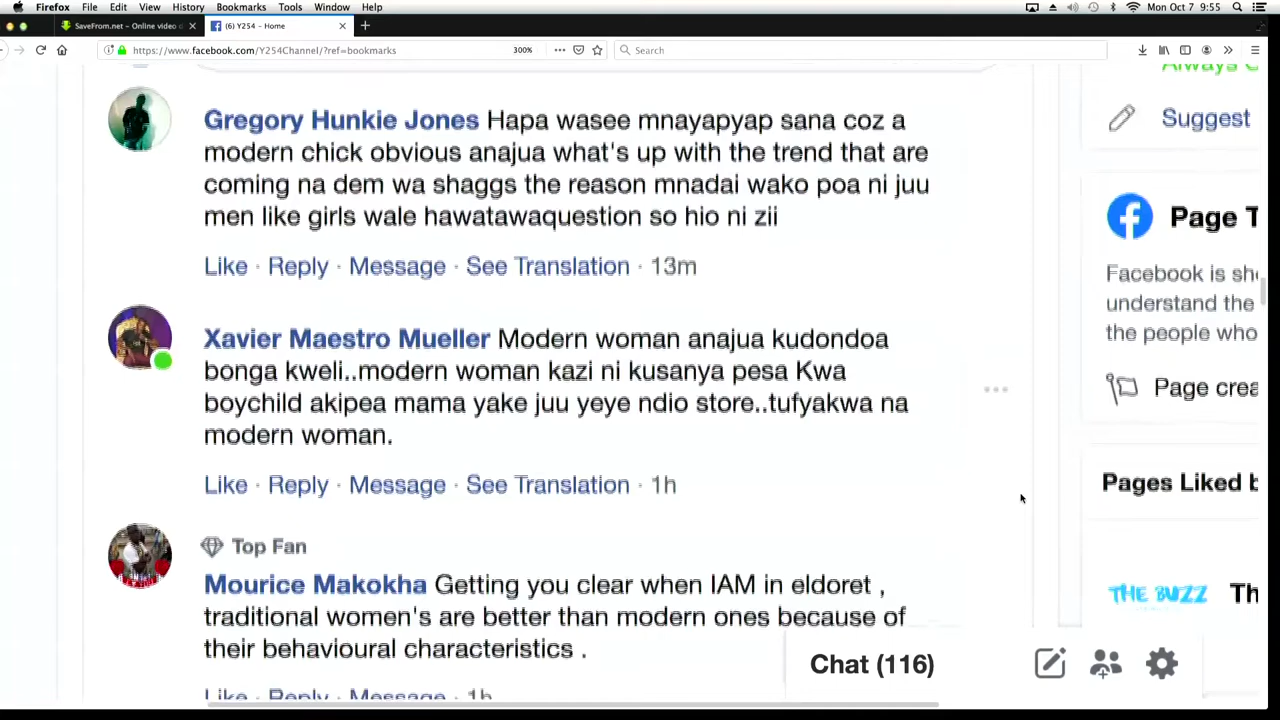 Firefox File Edit View History Bookmarks Tools Window Help Mon Oct 7 9:55
SaveFrom.net – Online video d
(6) Y254 - Home
https://www.facebook.com/Y254Channel/?ref=bookmarks 300% Search
Always
Gregory Hunkie Jones Hapa wasee mnayapyap sana coz a
modern chick obvious anajua what's up with the trend that are
coming na dem wa shaggs the reason mnadai wako poa ni juu
men like girls wale hawatawaquestion so hio ni zii
Like · Reply · Message · See Translation · 13m
Suggest
Page T
Facebook is sh
understand the
the people who
Page crea
Xavier Maestro Mueller Modern woman anajua kudondoa
bonga kweli..modern woman kazi ni kusanya pesa Kwa
boychild akipea mama yake juu yeye ndio store..tufyakwa na
modern woman.
Like · Reply · Message · See Translation · 1h
Pages Liked b
Top Fan
Mourice Makokha Getting you clear when IAM in eldoret ,
traditional women's are better than modern ones because of
their behavioural characteristics .
Like · Reply · Message · 1h
THE BUZZ Th
Chat (116)